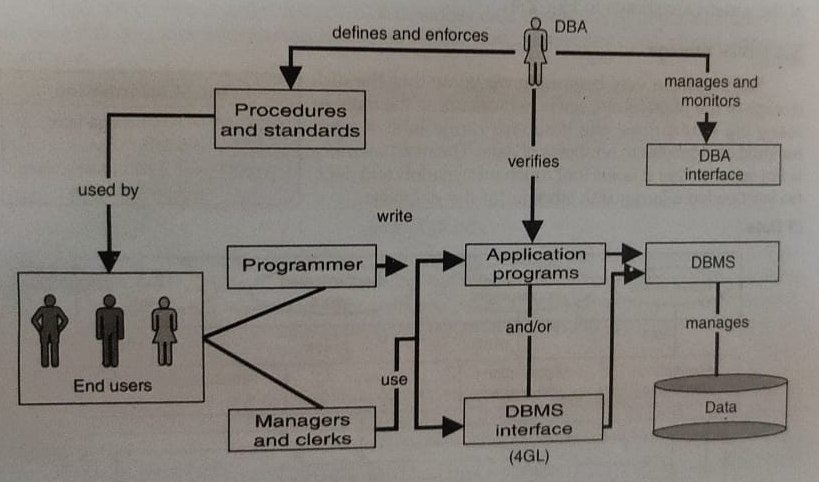 defines and enforces
DBA
manages and
monitors
Procedures
and standards
verifies
DBA
interface
used by
write
Programmer
Application
programs
DBMS
and/or
manages
End users
use
Managers
and clerks
DBMS
interface
(4GL)
Data